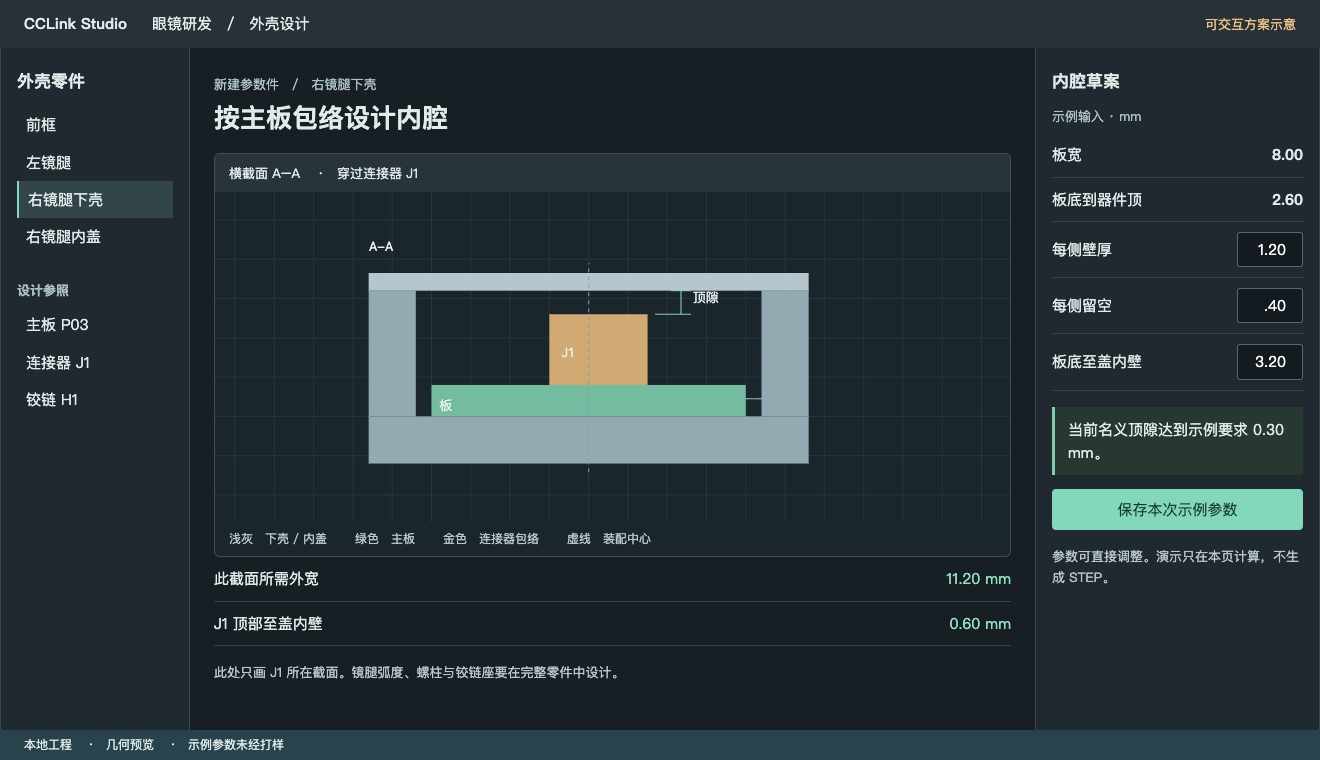 CCLink Studio 眼镜研发 / 外壳设计 可交互方案示意
外壳零件
前框
左镜腿
右镜腿下壳
右镜腿内盖
设计参照
主板 P03
连接器 J1
铰链 H1
新建参数件 / 右镜腿下壳
按主板包络设计内腔
横截面 A—A · 穿过连接器 J1
A–A
顶隙
J1
板
浅灰 下壳 / 内盖 绿色 主板 金色 连接器包络 虚线 装配中心
此截面所需外宽 11.20 mm
J1 顶部至盖内壁 0.60 mm
此处只画 J1 所在截面。镜腿弧度、螺柱与铰链座要在完整零件中设计。
内腔草案
示例输入 · mm
板宽 8.00
板底到器件顶 2.60
每侧壁厚 1.20
每侧留空 .40
板底至盖内壁 3.20
当前名义顶隙达到示例要求 0.30
mm。
保存本次示例参数
参数可直接调整。演示只在本页计算，不生
成 STEP。
本地工程 · 几何预览 · 示例参数未经打样